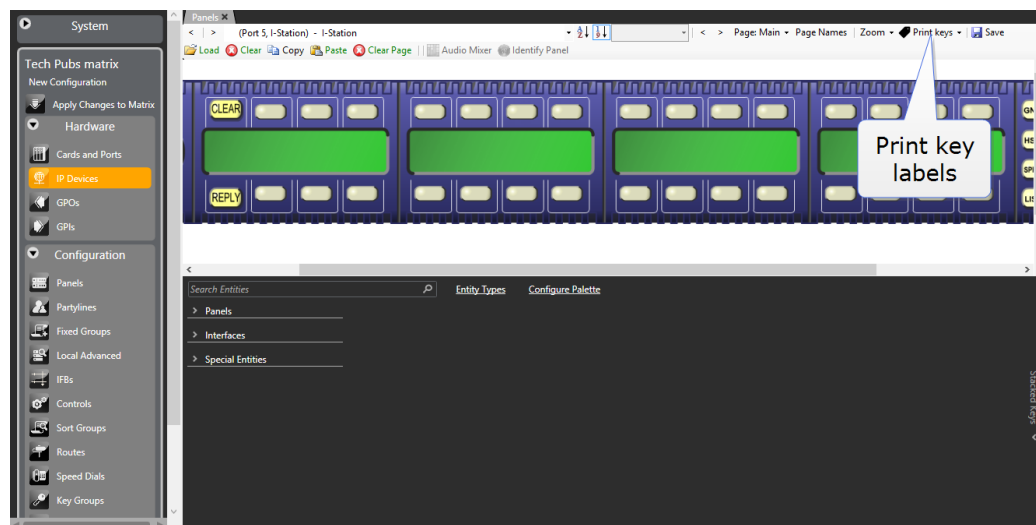 System
Tech Pubs matrix
New Configuration
Apply Changes to Matrix
Hardware
Cards and Ports
IP Devices
GPOs
GPIs
Configuration
Panels
Partylines
Fixed Groups
Local Advanced
IFBs
Controls
Sort Groups
Routes
Speed Dials
Key Groups
Panels
< > (Port 5, I-Station) - I-Station
< > Page: Main Page Names | Zoom Print keys Save
Load Clear Copy Paste Clear Page Audio Mixer Identify Panel
CLEAR
REPLY
Print key
labels
Search Entities Entity Types Configure Palette
> Panels
> Interfaces
> Special Entities
Stacked Keys